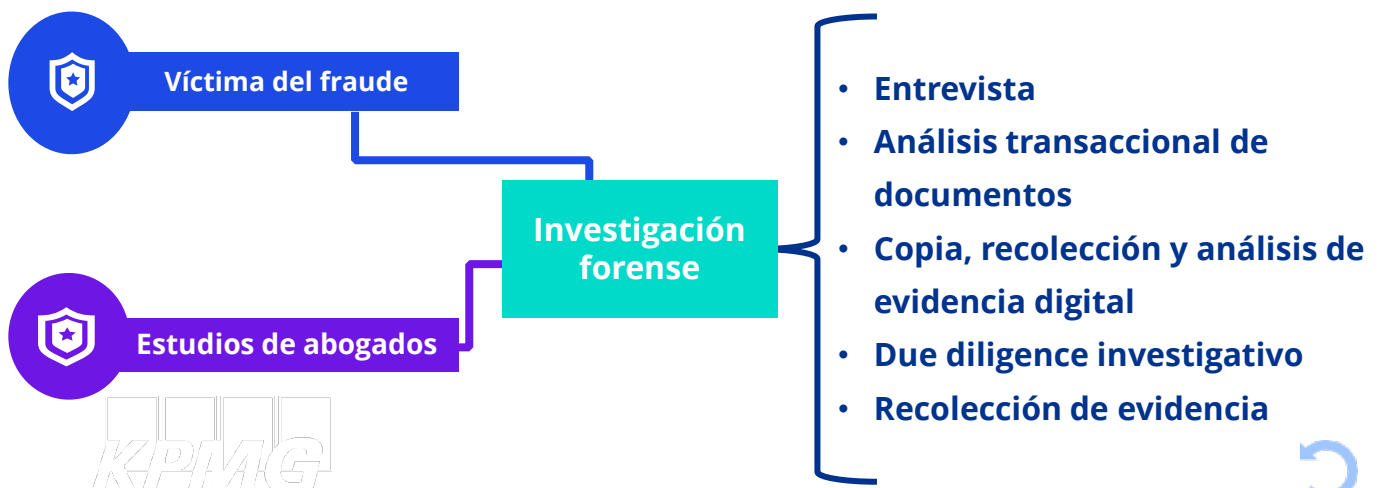 Víctima del fraude
Estudios de abogados
Investigación
forense
• Entrevista
• Análisis transaccional de
documentos
• Copia, recolección y análisis de
evidencia digital
• Due diligence investigativo
• Recolección de evidencia
KPMG